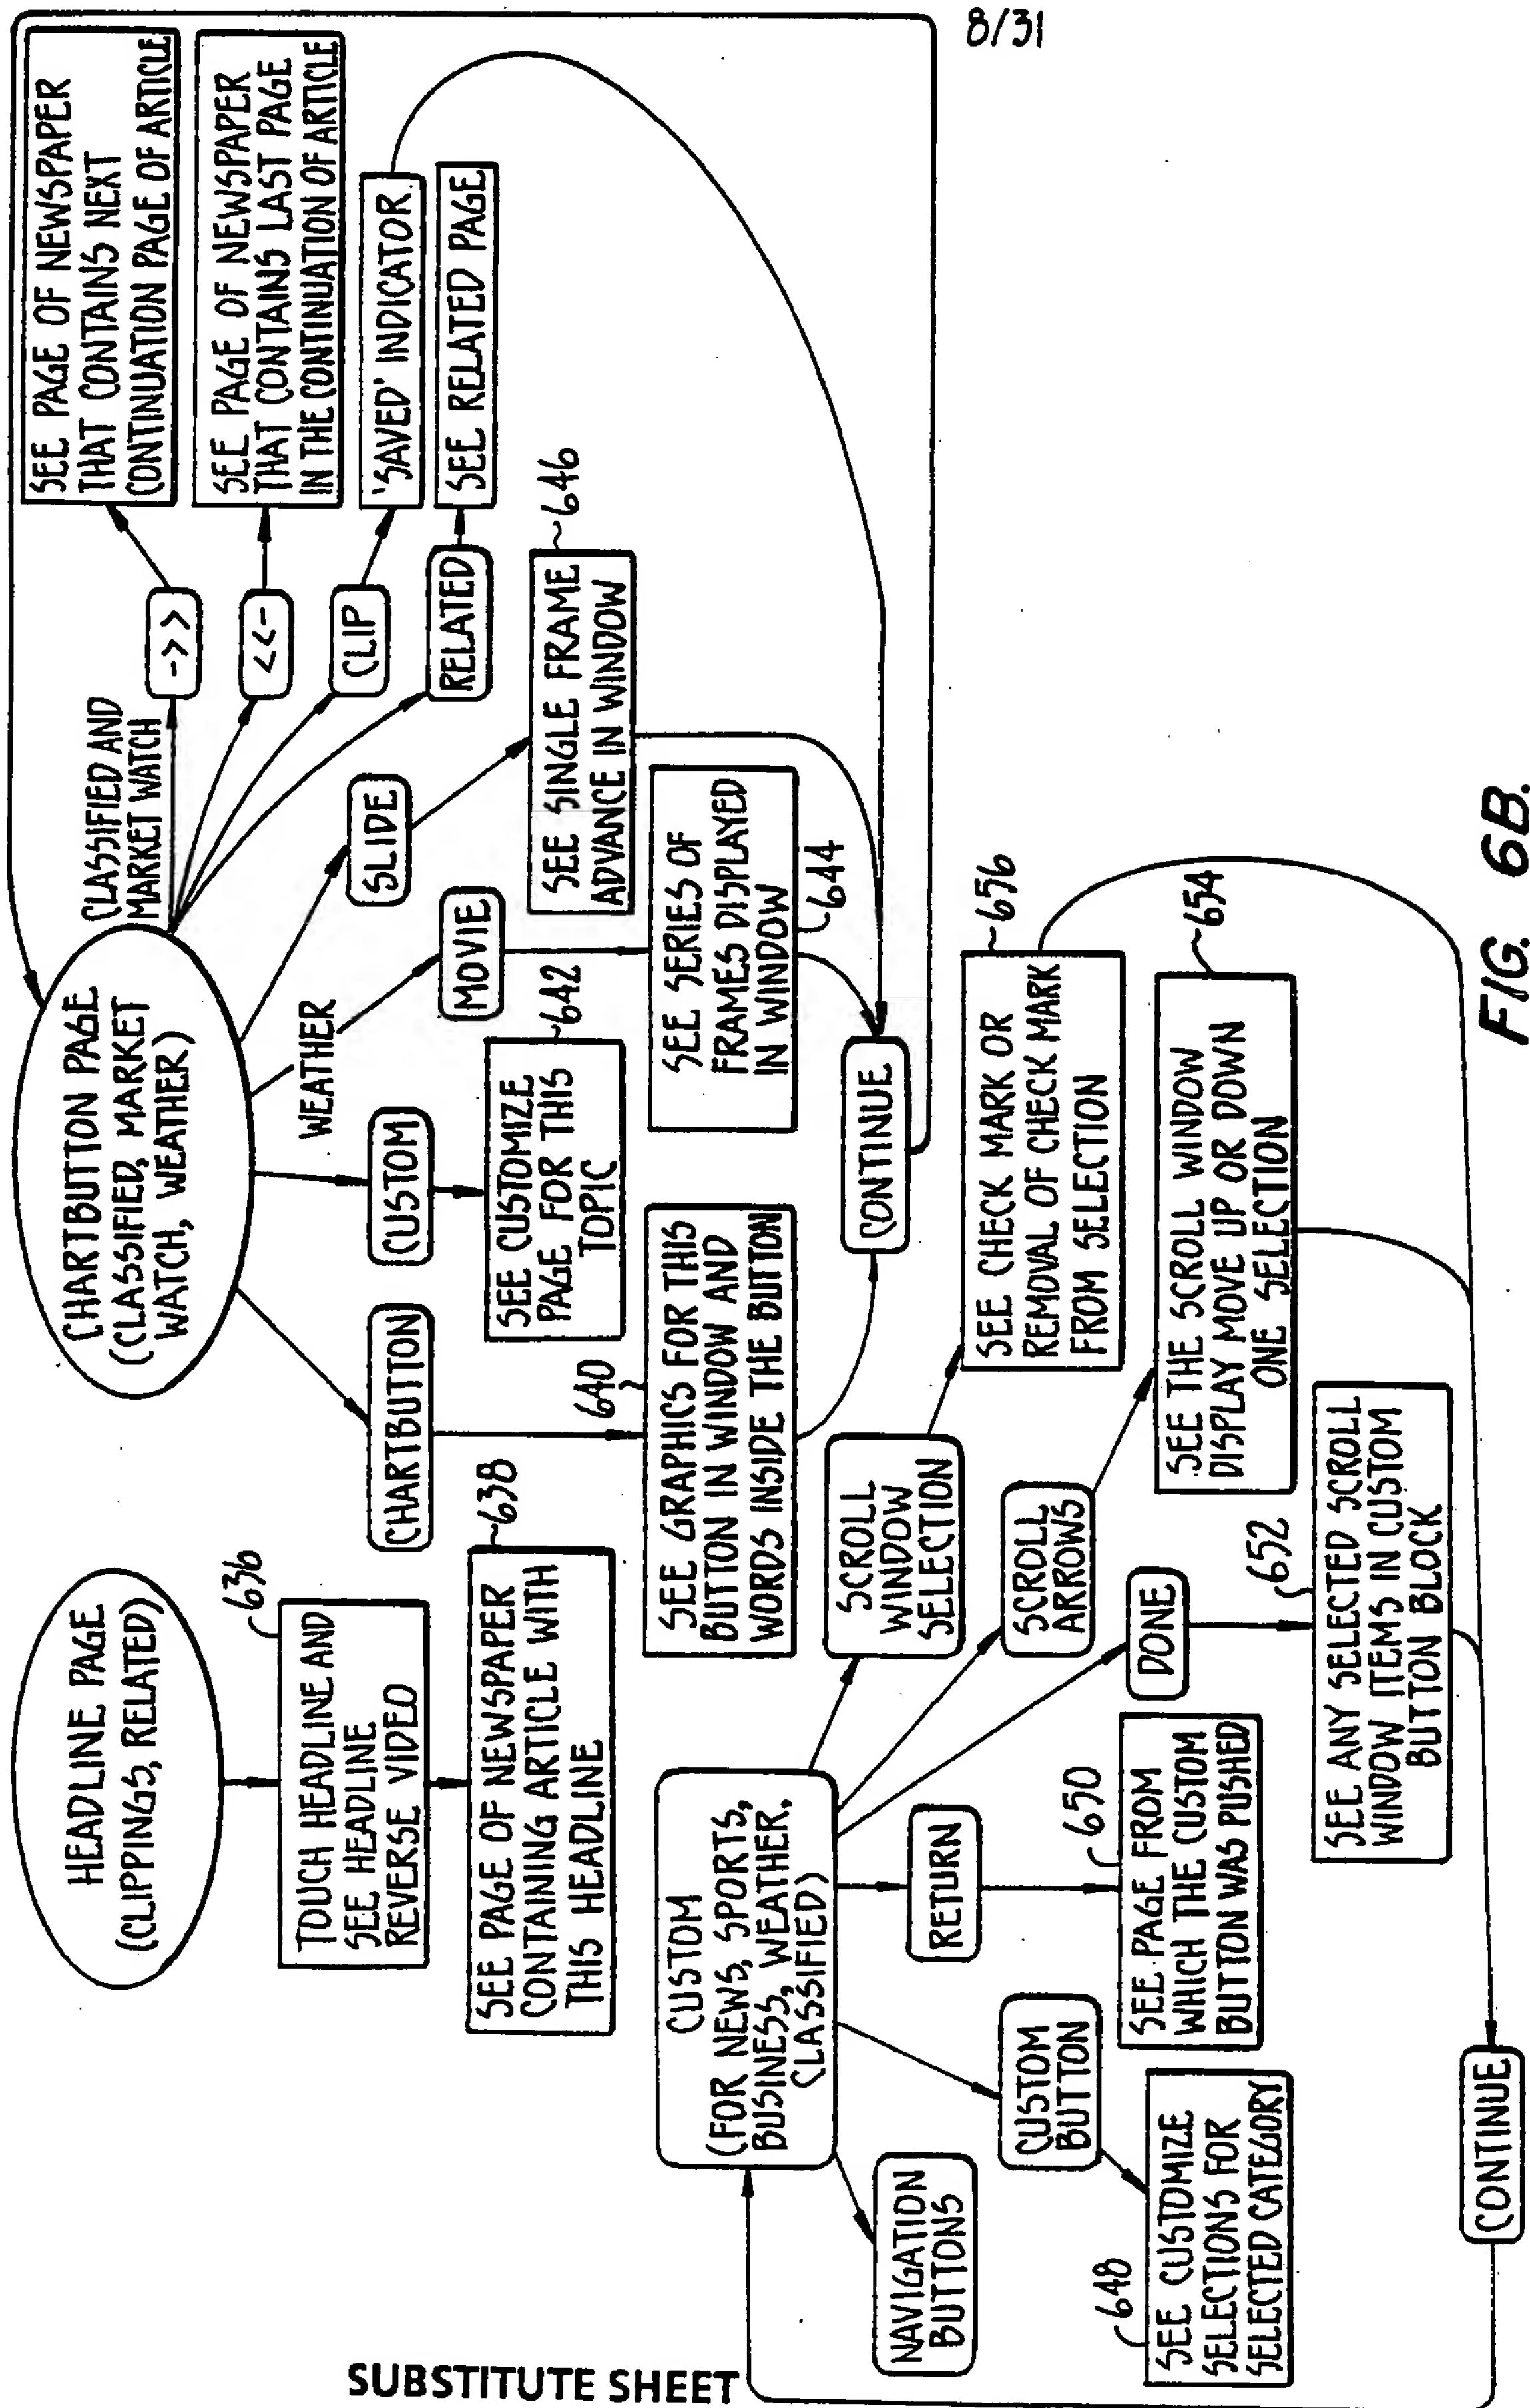 8/31
HEADLINE PAGE
(CLIPPINGS, RELATED)
636
TOUCH HEADLINE AND
SEE HEADLINE
REVERSE VIDEO
638
SEE PAGE OF NEWSPAPER
CONTAINING ARTICLE WITH
THIS HEADLINE
CHARTBUTTON PAGE
(CLASSIFIED, MARKET
WATCH, WEATHER)
CHARTBUTTON
640
SEE GRAPHICS FOR THIS
BUTTON IN WINDOW AND
WORDS INSIDE THE BUTTON
CUSTOM
642
SEE CUSTOMIZE
PAGE FOR THIS
TOPIC
WEATHER
MOVIE
SEE SERIES OF
FRAMES DISPLAYED
IN WINDOW
644
SLIDE
646
SEE SINGLE FRAME
ADVANCE IN WINDOW
CLASSIFIED AND
MARKET WATCH
->>
SEE PAGE OF NEWSPAPER
THAT CONTAINS NEXT
CONTINUATION PAGE OF ARTICLE
<<-
SEE PAGE OF NEWSPAPER
THAT CONTAINS LAST PAGE
IN THE CONTINUATION OF ARTICLE
CLIP
'SAVED' INDICATOR
RELATED
SEE RELATED PAGE
CONTINUE
CUSTOM
(FOR NEWS, SPORTS,
BUSINESS, WEATHER,
CLASSIFIED)
NAVIGATION
BUTTONS
CUSTOM
BUTTON
648
SEE CUSTOMIZE
SELECTIONS FOR
SELECTED CATEGORY
RETURN
650
SEE PAGE FROM
WHICH THE CUSTOM
BUTTON WAS PUSHED
DONE
652
SEE ANY SELECTED SCROLL
WINDOW ITEMS IN CUSTOM
BUTTON BLOCK
SCROLL
ARROWS
654
SEE THE SCROLL WINDOW
DISPLAY MOVE UP OR DOWN
ONE SELECTION
SCROLL
WINDOW
SELECTION
656
SEE CHECK MARK OR
REMOVAL OF CHECK MARK
FROM SELECTION
CONTINUE
FIG. 6B.
SUBSTITUTE SHEET